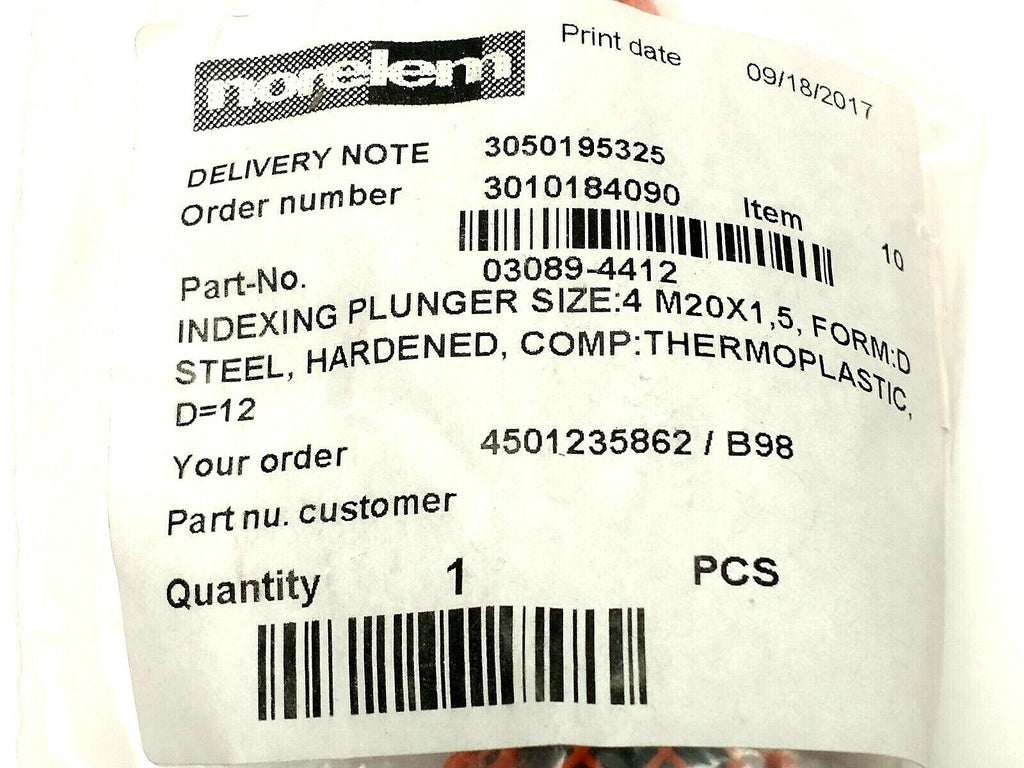 norelem
Print date 09/18/2017
DELIVERY NOTE 3050195325
Order number 3010184090 Item 10
Part-No. 03089-4412
INDEXING PLUNGER SIZE:4 M20X1,5, FORM:D
STEEL, HARDENED, COMP:THERMOPLASTIC,
D=12
Your order 4501235862 / B98
Part nu. customer
Quantity 1 PCS